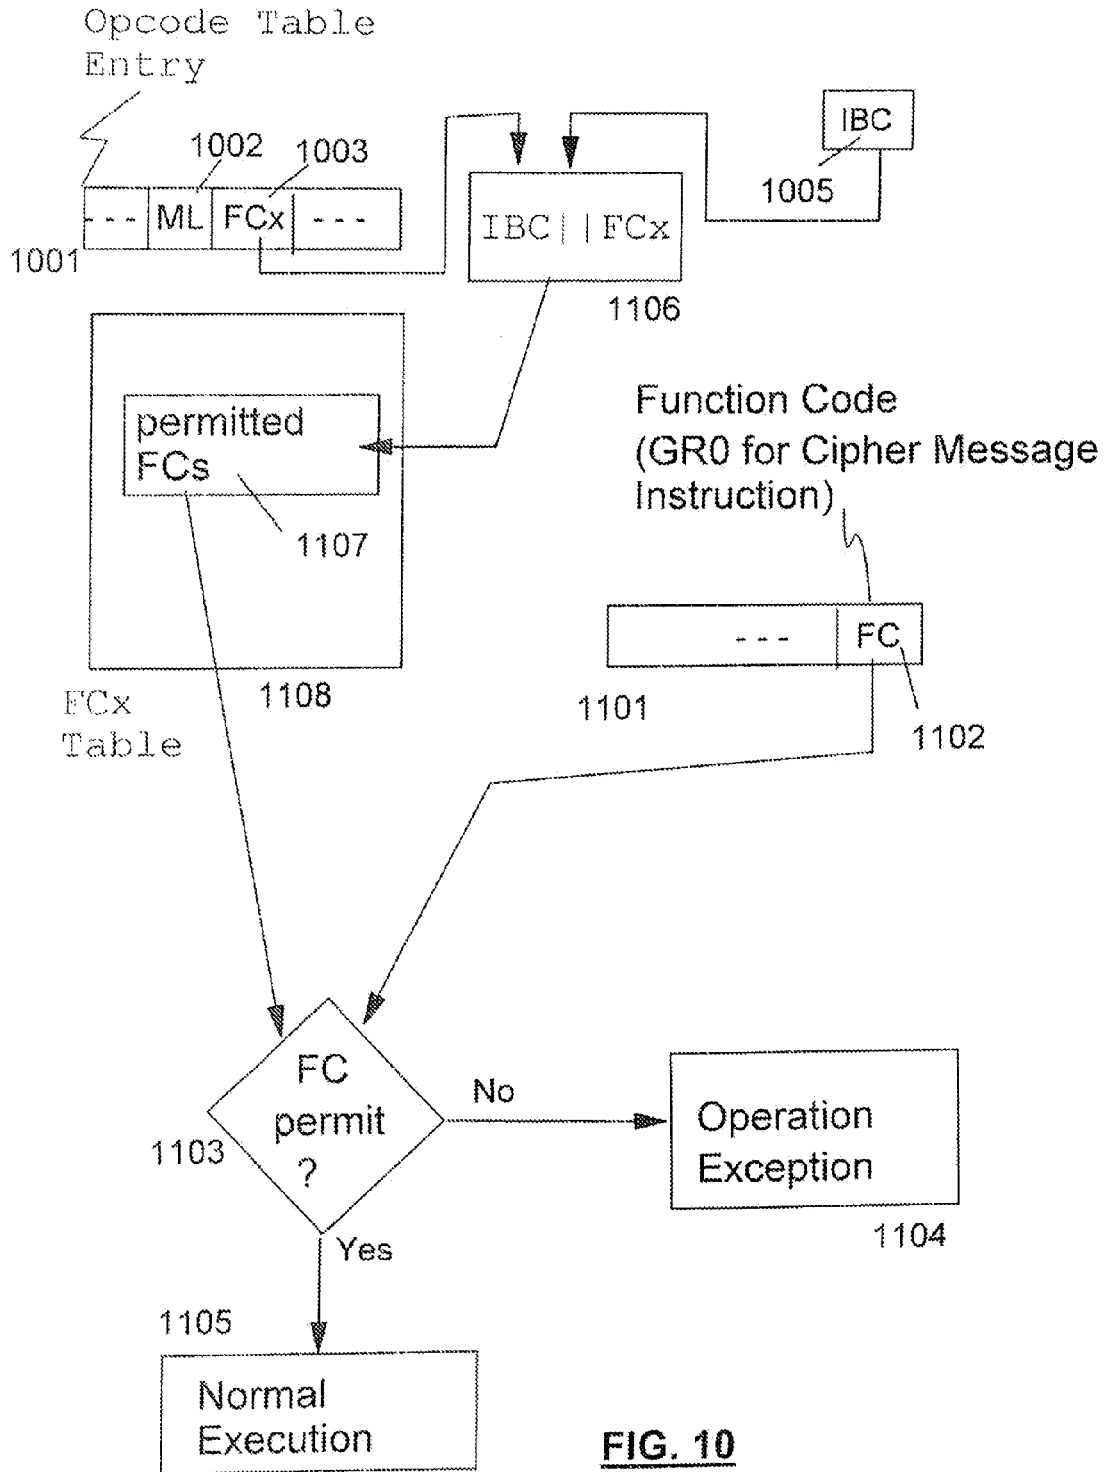 Opcode Table
Entry
IBC
1002
1003
1005
--- ML FCx ---
IBC||FCx
1001
1106
permitted
FCs
Function Code
(GR0 for Cipher Message
Instruction)
1107
--- FC
1108
1101
1102
FCx
Table
FC
permit
?
No
1103
Operation
Exception
1104
Yes
1105
Normal
Execution
FIG. 10